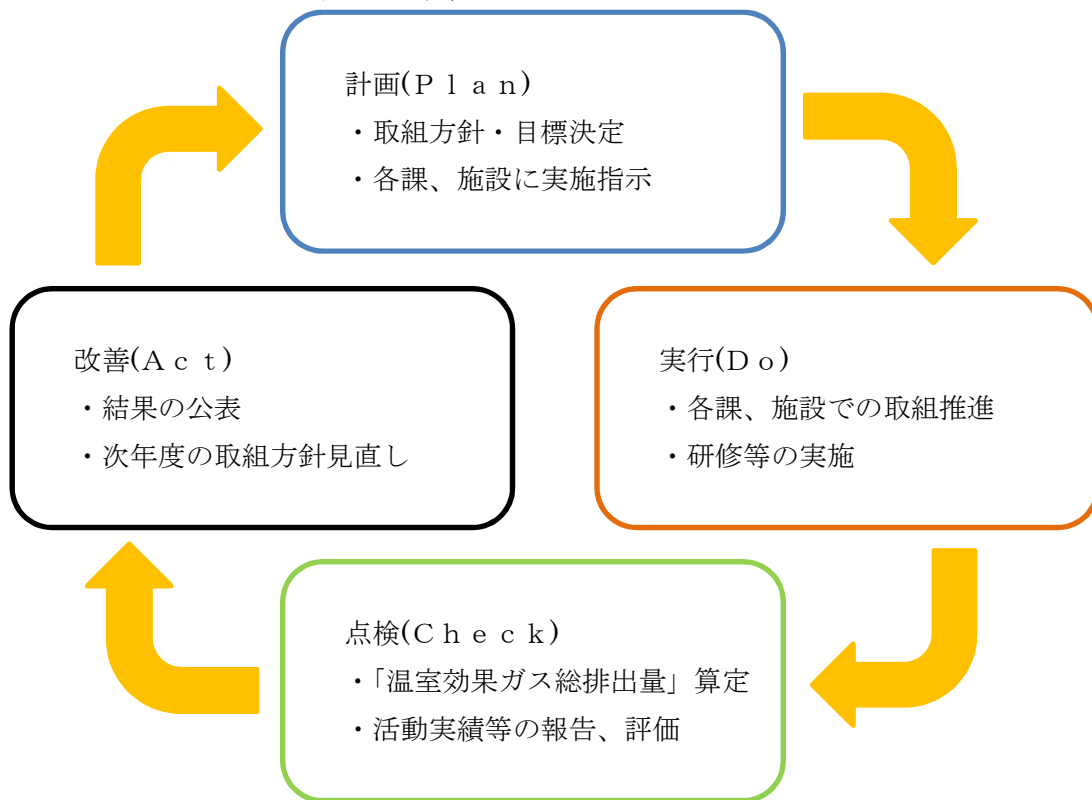 計画(Ｐｌａｎ)
・取組方針・目標決定
・各課、施設に実施指示
改善(Ａｃｔ)
・結果の公表
・次年度の取組方針見直し
実行(Ｄｏ)
・各課、施設での取組推進
・研修等の実施
点検(Ｃｈｅｃｋ)
・「温室効果ガス総排出量」算定
・活動実績等の報告、評価